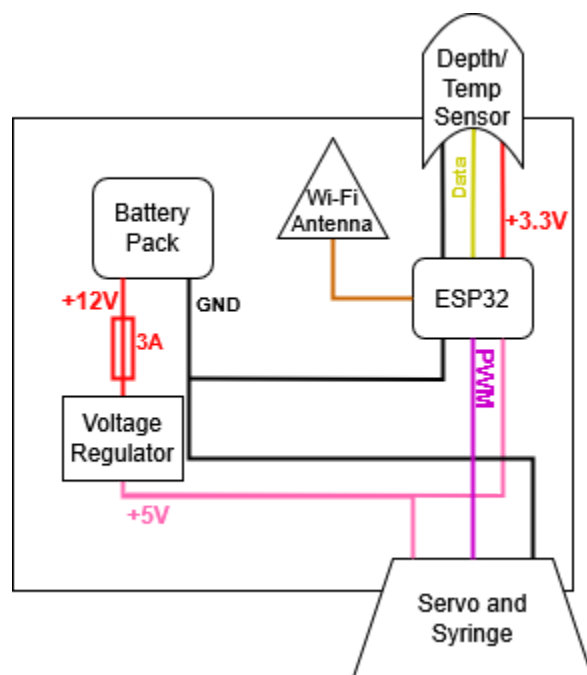 Depth/
Temp
Sensor
Data
+3.3V
Wi-Fi
Antenna
Battery
Pack
ESP32
+12V
GND
3A
PWM
Voltage
Regulator
+5V
Servo and
Syringe